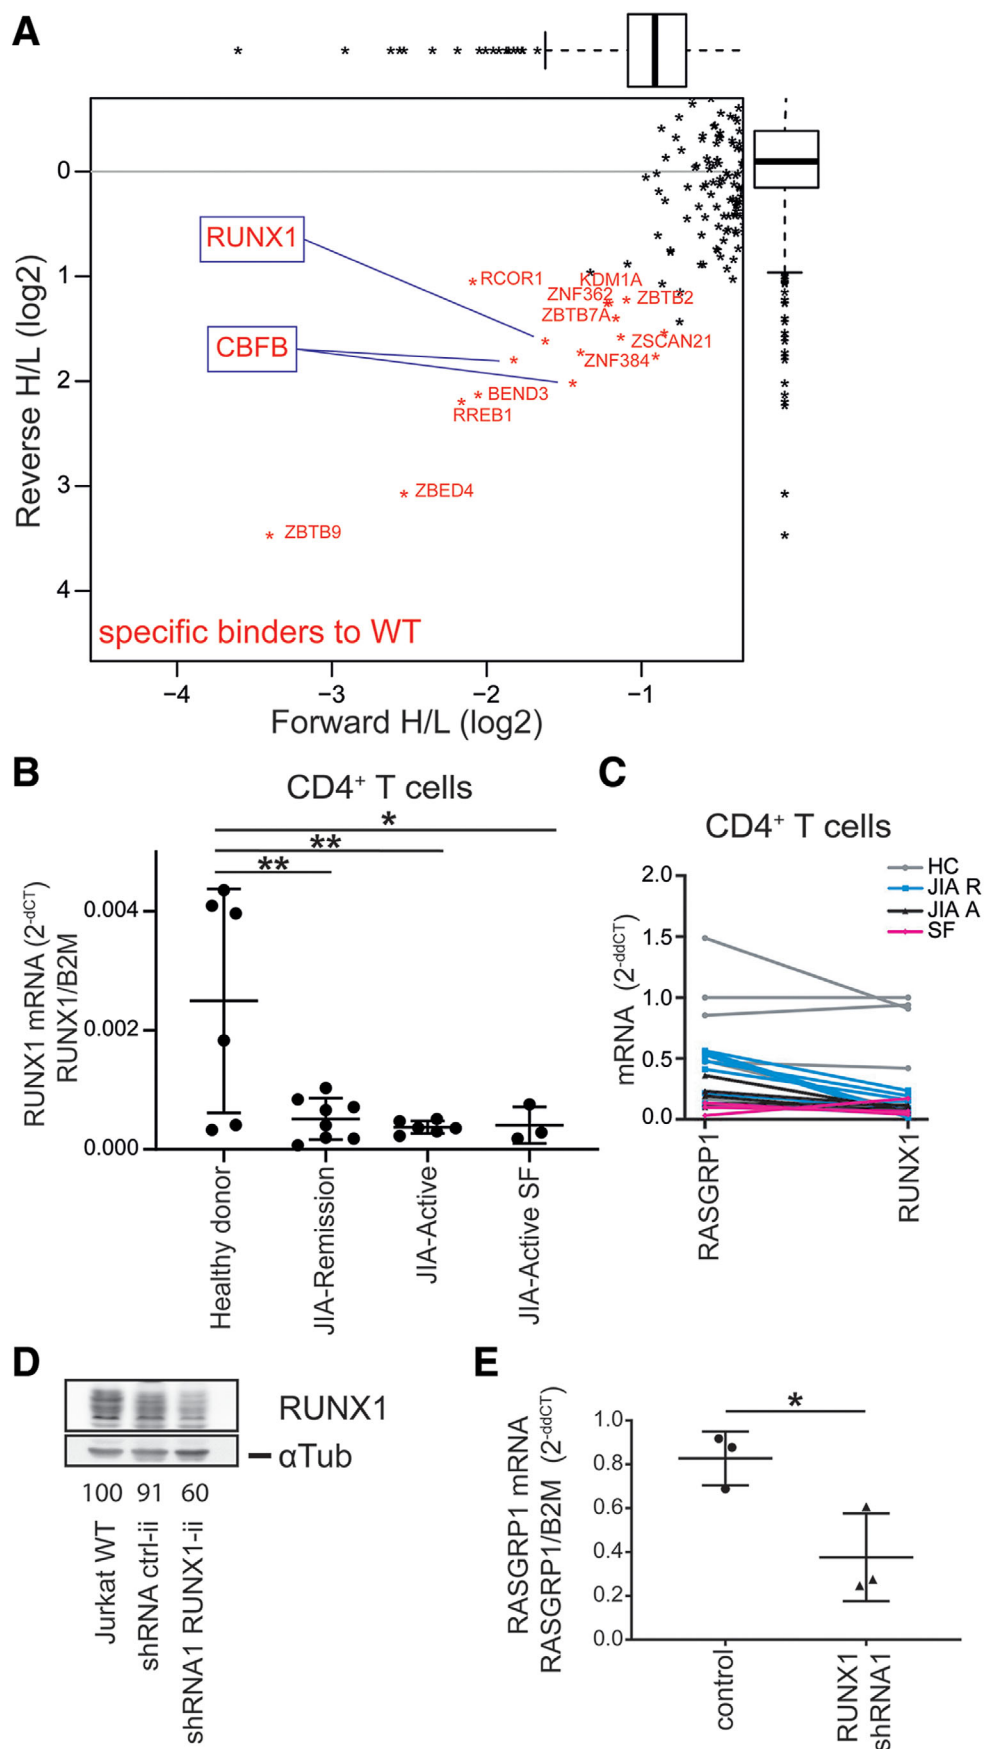 A
Reverse H/L (log2)
0
1
2
3
4
RUNX1
CBFB
RCOR1
KDM1A
ZNF362
ZBTB2
ZBTB7A
ZSCAN21
ZNF384
BEND3
RREB1
ZBED4
ZBTB9
specific binders to WT
−4
−3
−2
−1
Forward H/L (log2)
B
CD4+ T cells
*
**
**
RUNX1 mRNA (2-dCT)
RUNX1/B2M
0.004
0.002
0.000
Healthy donor
JIA-Remission
JIA-Active
JIA-Active SF
C
CD4+ T cells
HC
JIA R
JIA A
SF
mRNA (2-ddCT)
2.0
1.5
1.0
0.5
0.0
RASGRP1
RUNX1
D
RUNX1
αTub
100 91 60
Jurkat WT
shRNA ctrl-ii
shRNA1 RUNX1-ii
E
RASGRP1 mRNA
RASGRP1/B2M (2-ddCT)
*
1.0
0.8
0.6
0.4
0.2
0.0
control
RUNX1
shRNA1